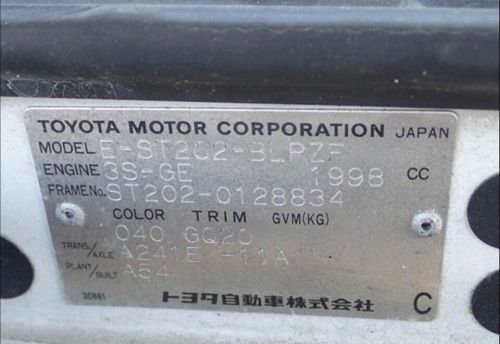 TOYOTA MOTOR CORPORATION JAPAN
MODEL E-ST202-BLPZF
ENGINE 3S-GE 1998 CC
FRAME No. ST202-0128834
COLOR TRIM GVM(KG)
040 GQ20
TRANS./AXLE A241E -11A
PLANT/BUILT A54
30881 トヨタ自動車株式会社 C